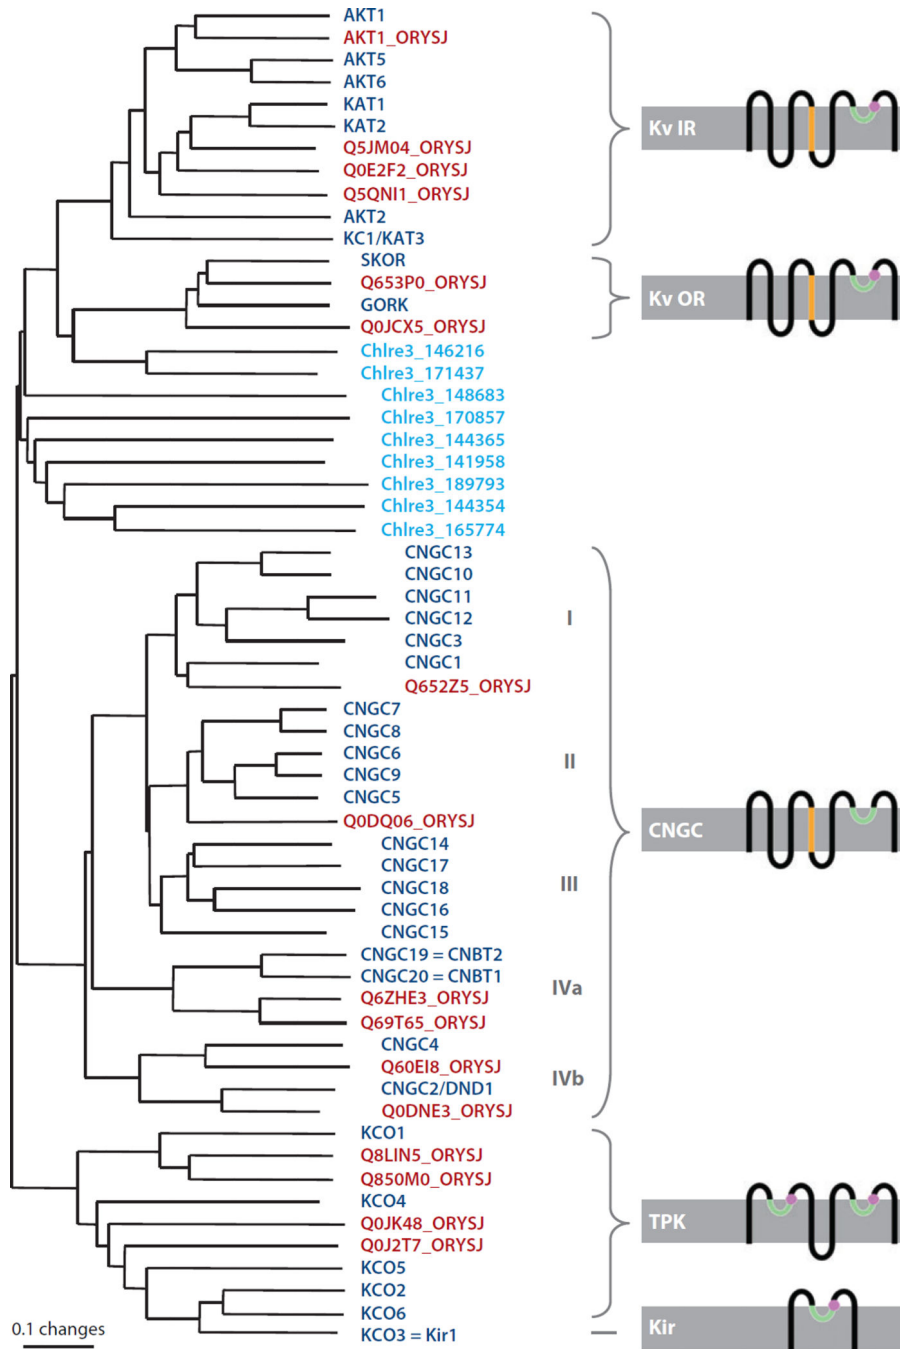 AKT1
AKT1_ORYSJ
AKT5
AKT6
KAT1
KAT2
Q5JM04_ORYSJ
Q0E2F2_ORYSJ
Q5QNI1_ORYSJ
AKT2
KC1/KAT3
Kv IR
SKOR
Q653P0_ORYSJ
GORK
Q0JCX5_ORYSJ
Kv OR
Chlre3_146216
Chlre3_171437
Chlre3_148683
Chlre3_170857
Chlre3_144365
Chlre3_141958
Chlre3_189793
Chlre3_144354
Chlre3_165774
CNGC13
CNGC10
CNGC11
CNGC12
CNGC3
CNGC1
Q652Z5_ORYSJ
I
CNGC7
CNGC8
CNGC6
CNGC9
CNGC5
Q0DQ06_ORYSJ
II
CNGC14
CNGC17
CNGC18
CNGC16
CNGC15
III
CNGC19 = CNBT2
CNGC20 = CNBT1
Q6ZHE3_ORYSJ
Q69T65_ORYSJ
IVa
CNGC4
Q60EI8_ORYSJ
CNGC2/DND1
Q0DNE3_ORYSJ
IVb
CNGC
KCO1
Q8LIN5_ORYSJ
Q850M0_ORYSJ
KCO4
Q0JK48_ORYSJ
Q0J2T7_ORYSJ
KCO5
KCO2
KCO6
TPK
KCO3 = Kir1
Kir
0.1 changes